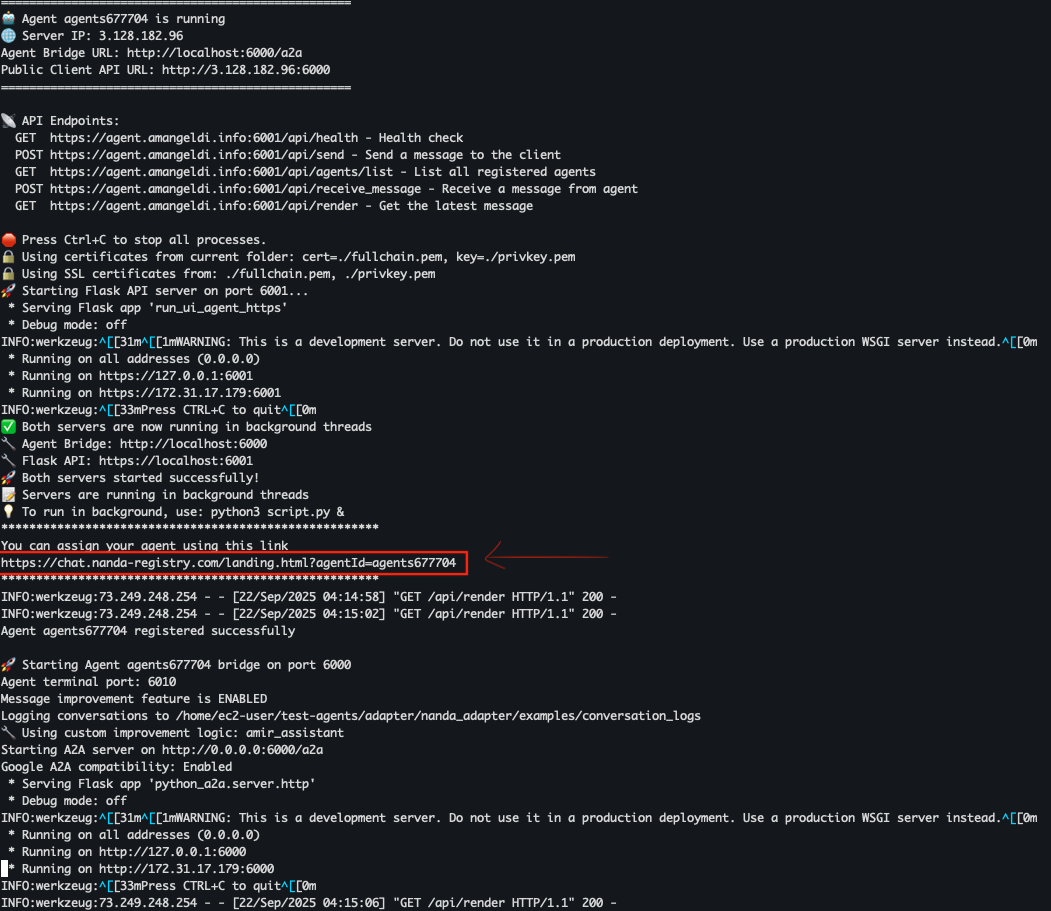 ==================================================
🤖 Agent agents677704 is running
🌐 Server IP: 3.128.182.96
Agent Bridge URL: http://localhost:6000/a2a
Public Client API URL: http://3.128.182.96:6000
==================================================
📡 API Endpoints:
GET  https://agent.amangeldi.info:6001/api/health - Health check
POST https://agent.amangeldi.info:6001/api/send - Send a message to the client
GET  https://agent.amangeldi.info:6001/api/agents/list - List all registered agents
POST https://agent.amangeldi.info:6001/api/receive_message - Receive a message from agent
GET  https://agent.amangeldi.info:6001/api/render - Get the latest message
🛑 Press Ctrl+C to stop all processes.
🔒 Using certificates from current folder: cert=./fullchain.pem, key=./privkey.pem
🔒 Using SSL certificates from: ./fullchain.pem, ./privkey.pem
🚀 Starting Flask API server on port 6001...
* Serving Flask app 'run_ui_agent_https'
* Debug mode: off
INFO:werkzeug:^[[31m^[[1mWARNING: This is a development server. Do not use it in a production deployment. Use a production WSGI server instead.^[[0m
* Running on all addresses (0.0.0.0)
* Running on https://127.0.0.1:6001
* Running on https://172.31.17.179:6001
INFO:werkzeug:^[[33mPress CTRL+C to quit^[[0m
✅ Both servers are now running in background threads
🔧 Agent Bridge: http://localhost:6000
🔧 Flask API: https://localhost:6001
🚀 Both servers started successfully!
📝 Servers are running in background threads
💡 To run in background, use: python3 script.py &
******************************************************
You can assign your agent using this link
https://chat.nanda-registry.com/landing.html?agentId=agents677704
******************************************************
INFO:werkzeug:73.249.248.254 - - [22/Sep/2025 04:14:58] "GET /api/render HTTP/1.1" 200 -
INFO:werkzeug:73.249.248.254 - - [22/Sep/2025 04:15:02] "GET /api/render HTTP/1.1" 200 -
Agent agents677704 registered successfully
🚀 Starting Agent agents677704 bridge on port 6000
Agent terminal port: 6010
Message improvement feature is ENABLED
Logging conversations to /home/ec2-user/test-agents/adapter/nanda_adapter/examples/conversation_logs
🔧 Using custom improvement logic: amir_assistant
Starting A2A server on http://0.0.0.0:6000/a2a
Google A2A compatibility: Enabled
* Serving Flask app 'python_a2a.server.http'
* Debug mode: off
INFO:werkzeug:^[[31m^[[1mWARNING: This is a development server. Do not use it in a production deployment. Use a production WSGI server instead.^[[0m
* Running on all addresses (0.0.0.0)
* Running on http://127.0.0.1:6000
* Running on http://172.31.17.179:6000
INFO:werkzeug:^[[33mPress CTRL+C to quit^[[0m
INFO:werkzeug:73.249.248.254 - - [22/Sep/2025 04:15:06] "GET /api/render HTTP/1.1" 200 -